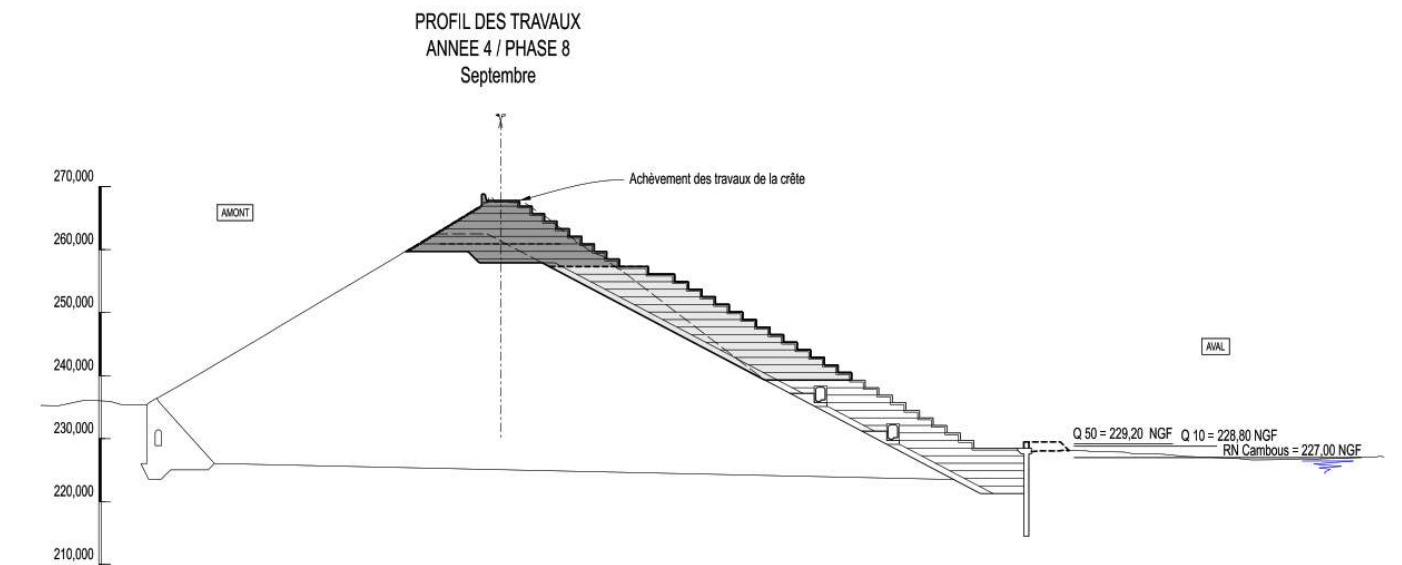 PROFIL DES TRAVAUX
ANNEE 4 / PHASE 8
Septembre
270,000
Achèvement des travaux de la crête
AMONT
260,000
250,000
AVAL
240,000
230,000
Q 50 = 229,20 NGF Q 10 = 228,80 NGF
RN Cambous = 227,00 NGF
220,000
210,000